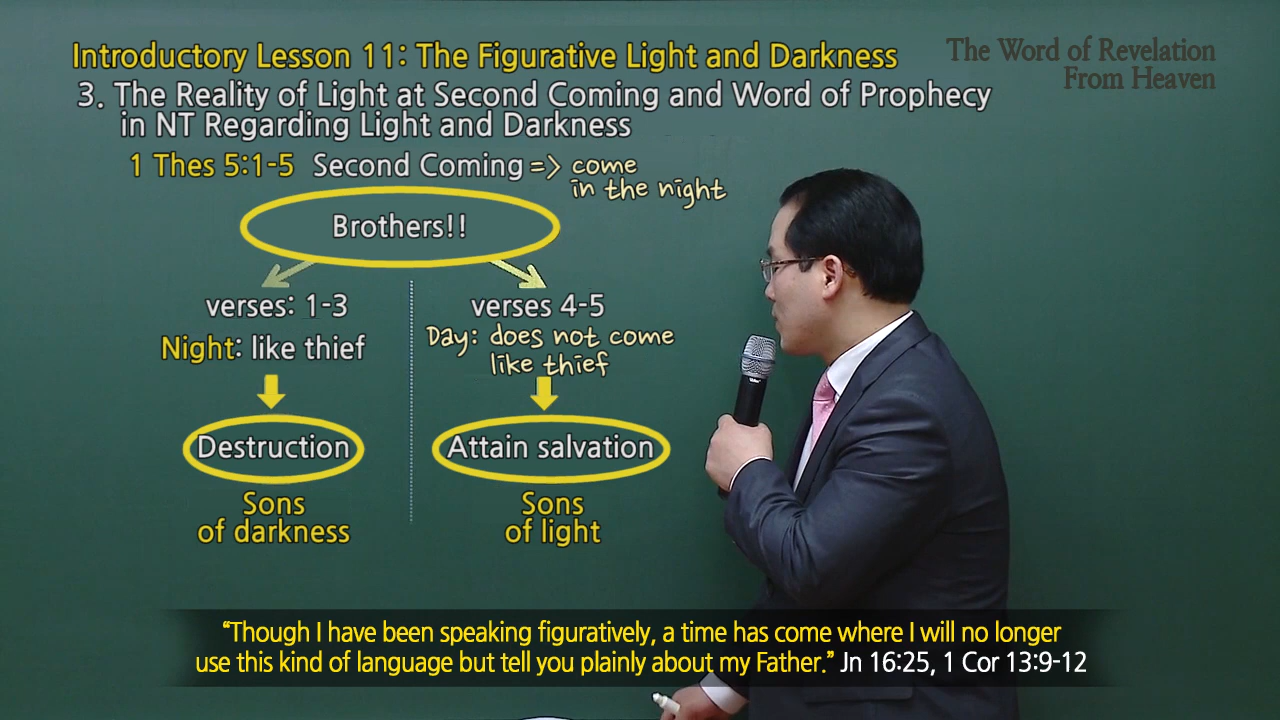 Introductory Lesson 11: The Figurative Light and Darkness
The Word of Revelation
From Heaven
3. The Reality of Light at Second Coming and Word of Prophecy
in NT Regarding Light and Darkness
1 Thes 5:1-5 Second Coming => come
in the night
Brothers!!
verses: 1-3
verses 4-5
Night: like thief
Day: does not come
like thief
Destruction
Attain salvation
Sons
of darkness
Sons
of light
“Though I have been speaking figuratively, a time has come where I will no longer
use this kind of language but tell you plainly about my Father.” Jn 16:25, 1 Cor 13:9-12